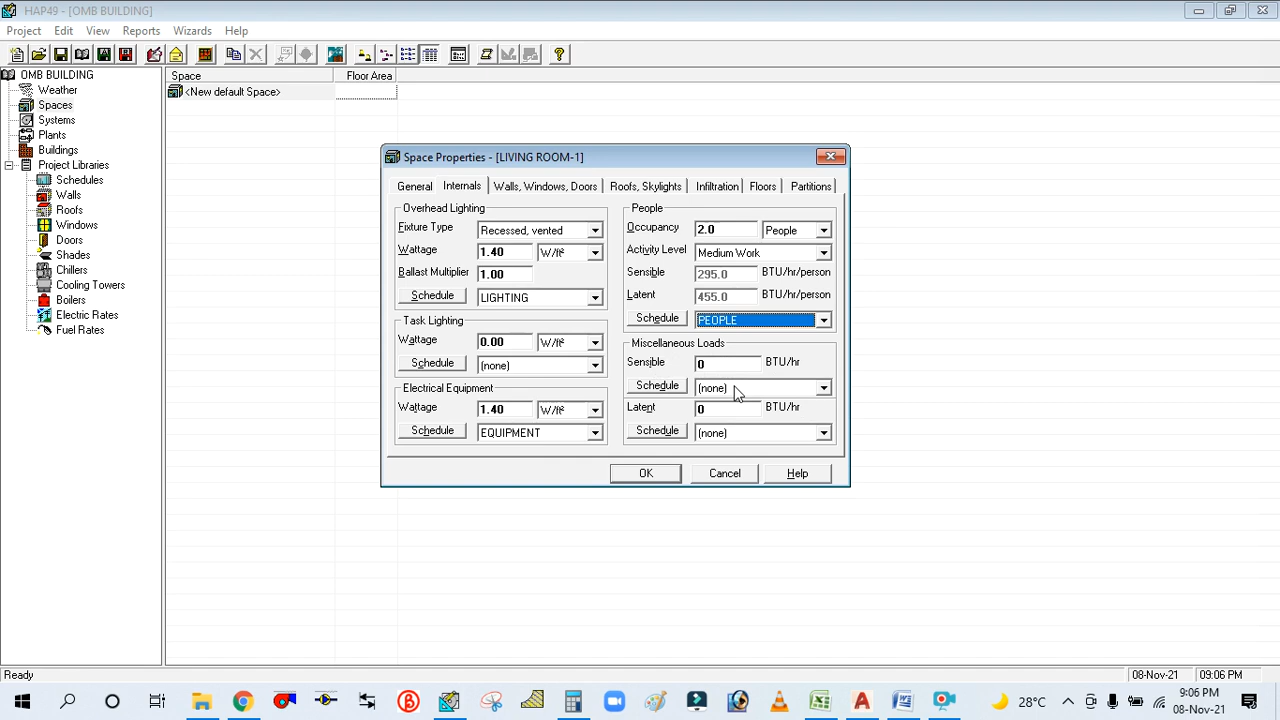 HAP49 - [OMB BUILDING]
Project Edit View Reports Wizards Help
OMB BUILDING
Weather
Spaces
Systems
Plants
Buildings
Project Libraries
Schedules
Walls
Roofs
Windows
Doors
Shades
Chillers
Cooling Towers
Boilers
Electric Rates
Fuel Rates
Space Floor Area
<New default Space>
Space Properties - [LIVING ROOM-1]
General Internals Walls, Windows, Doors Roofs, Skylights Infiltration Floors Partitions
Overhead Lighting
Fixture Type Recessed, vented
Wattage 1.40 W/ft²
Ballast Multiplier 1.00
Schedule LIGHTING
Task Lighting
Wattage 0.00 W/ft²
Schedule (none)
Electrical Equipment
Wattage 1.40 W/ft²
Schedule EQUIPMENT
People
Occupancy 2.0 People
Activity Level Medium Work
Sensible 295.0 BTU/hr/person
Latent 455.0 BTU/hr/person
Schedule PEOPLE
Miscellaneous Loads
Sensible 0 BTU/hr
Schedule (none)
Latent 0 BTU/hr
Schedule (none)
OK Cancel Help
Ready 08-Nov-21 09:06 PM
28°C 9:06 PM
08-Nov-21